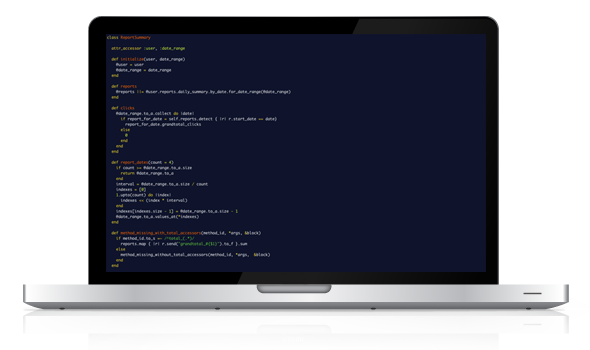 class ReportSummary
attr_accessor :user, :date_range
def initialize(user, date_range)
@user = user
@date_range = date_range
end
def reports
@reports ||= @user.reports.daily_summary.by_date.for_date_range(@date_range)
end
def clicks
@date_range.to_a.collect do |date|
if report_for_date = self.reports.detect { |r| r.start_date == date}
report_for_date.grandtotal_clicks
else
0
end
end
end
def report_dates(count = 4)
if count >= @date_range.to_a.size
return @date_range.to_a
end
interval = @date_range.to_a.size / count
indexes = [0]
1.upto(count) do |index|
indexes << (index * interval)
end
indexes[indexes.size - 1] = @date_range.to_a.size - 1
@date_range.to_a.values_at(*indexes)
end
def method_missing_with_total_accessors(method_id, *args, &block)
if method_id.to_s =~ /^total_(.*)/
reports.map { |r| r.send("grandtotal_#{$1}").to_f }.sum
else
method_missing_without_total_accessors(method_id, *args, &block)
end
end